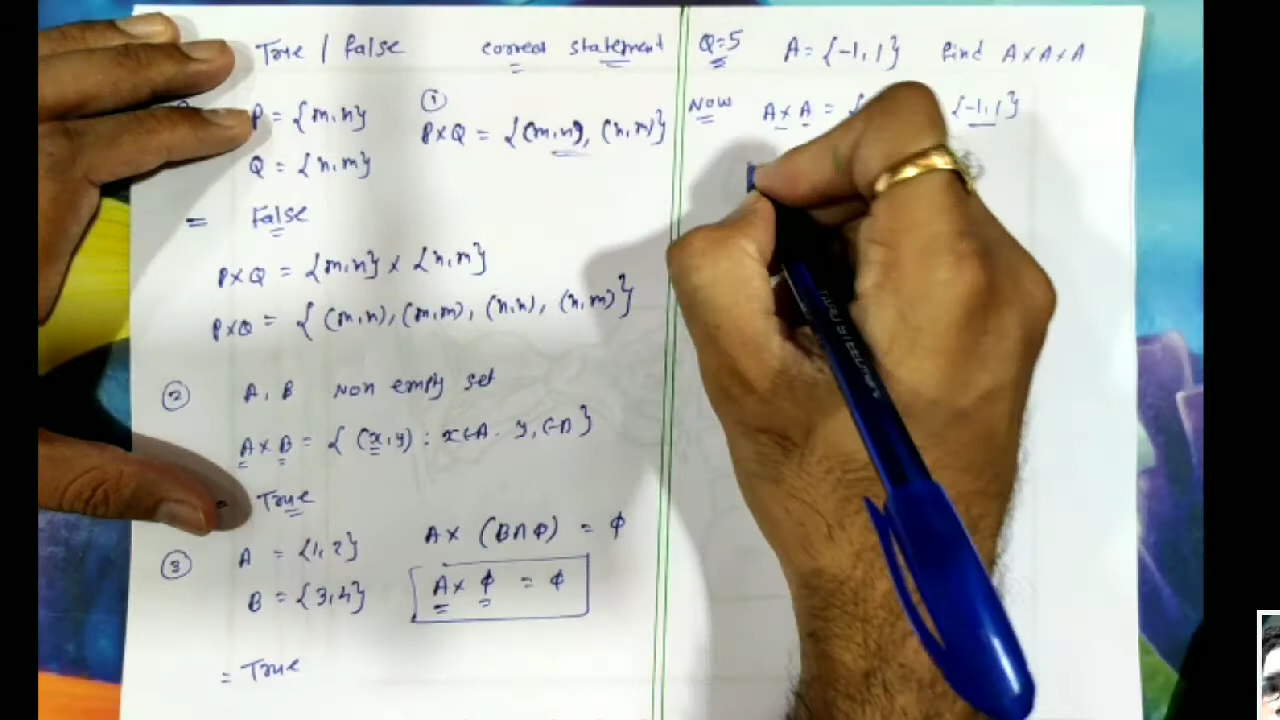 True / False correct statement
P = {m,n} ①
P×Q = {(m,n), (n,m)}
Q = {n,m}
= False
P×Q = {m,n} × {n,m}
P×Q = { (m,n), (m,m), (n,n), (n,m)}
② A, B Non empty set
A×B = { (x,y) : x∈A. y, ∈B }
= True
③ A = {1,2} A× (B∩Φ) = Φ
B = {3,4} A× Φ = Φ
= True
Q=5 A = {-1,1} Find A×A×A
Now A×A = { {-1,1}